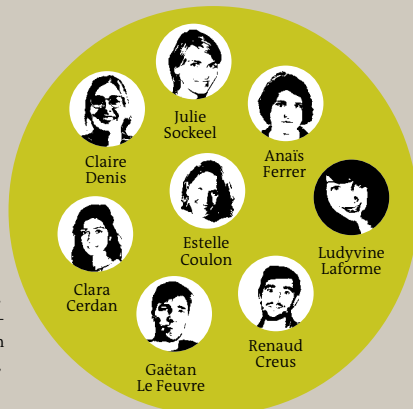 Julie
Sockeel
Claire
Denis
Anaïs
Ferrer
Estelle
Coulon
Ludyvine
Laforme
Clara
Cerdan
Renaud
Creus
Gaëtan
Le Feuvre